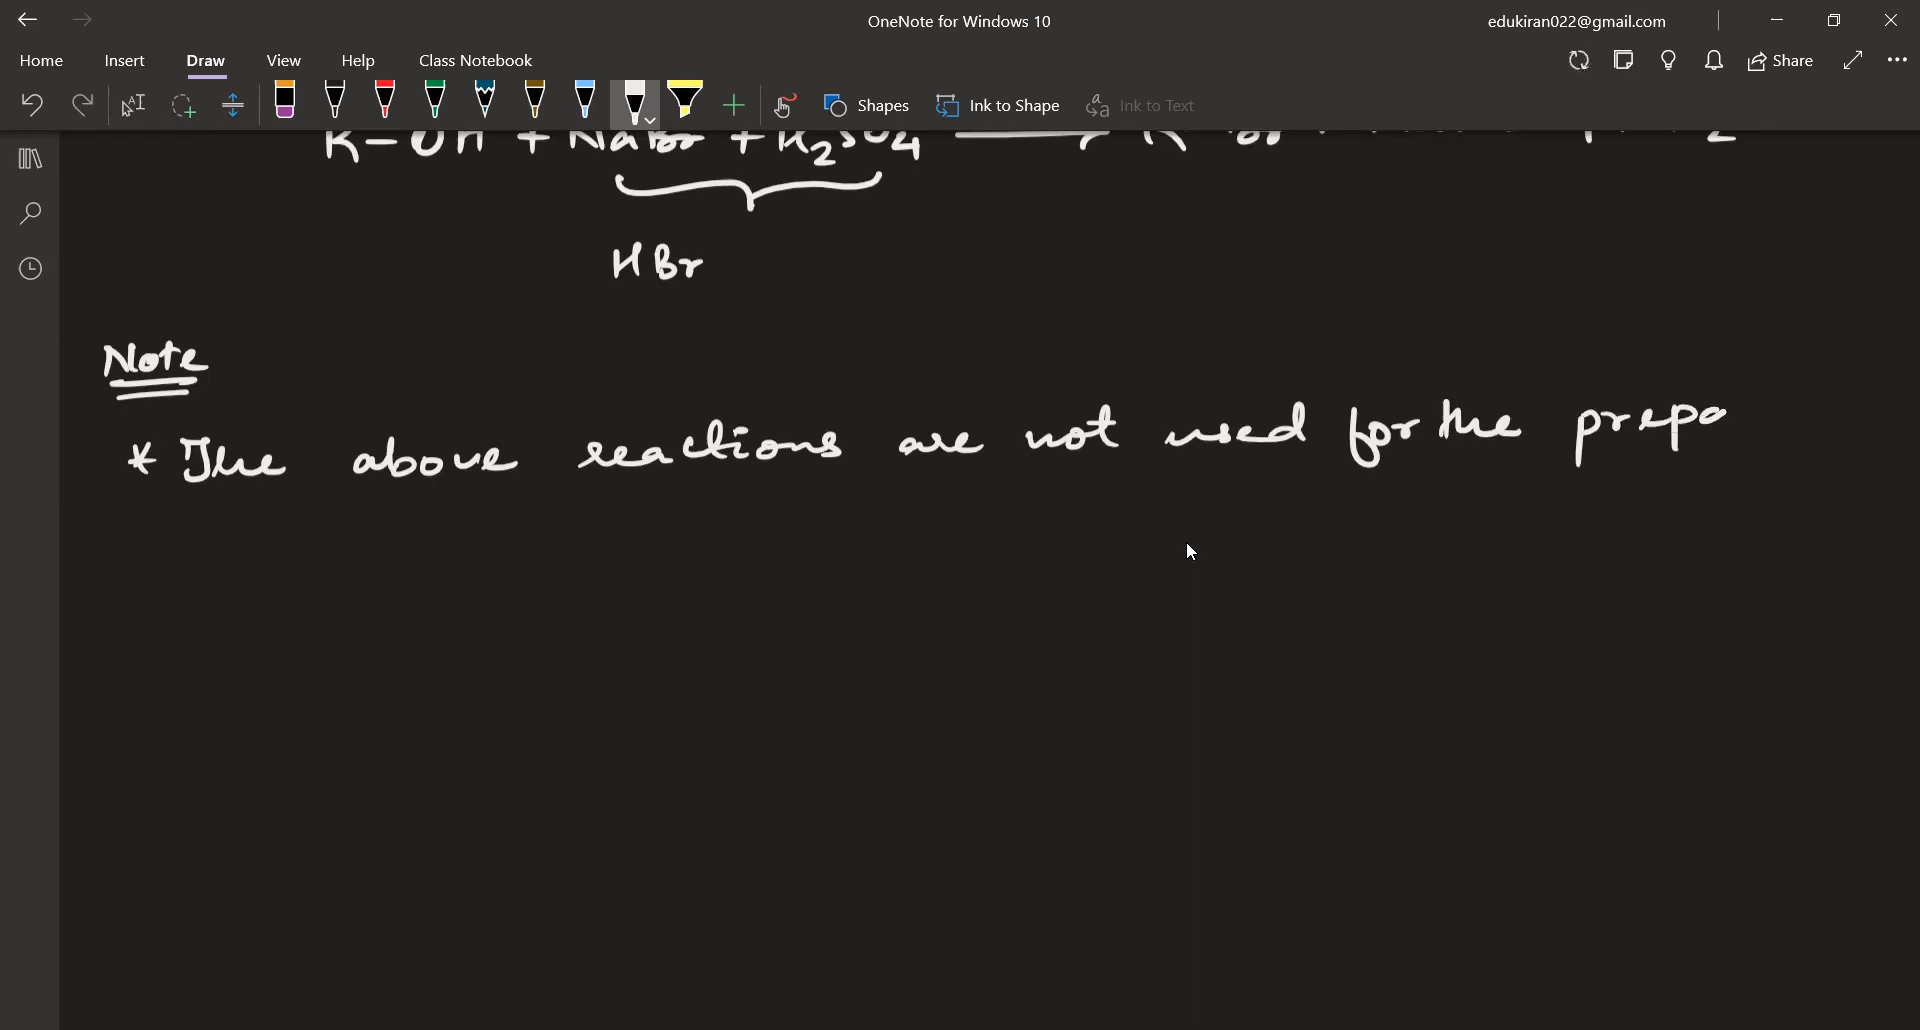 OneNote for Windows 10
edukiran022@gmail.com
Home Insert Draw View Help Class Notebook Share
Shapes Ink to Shape Ink to Text
R-OH + NaBr + H2SO4
HBr
Note
* The above reactions are not used for the prepa